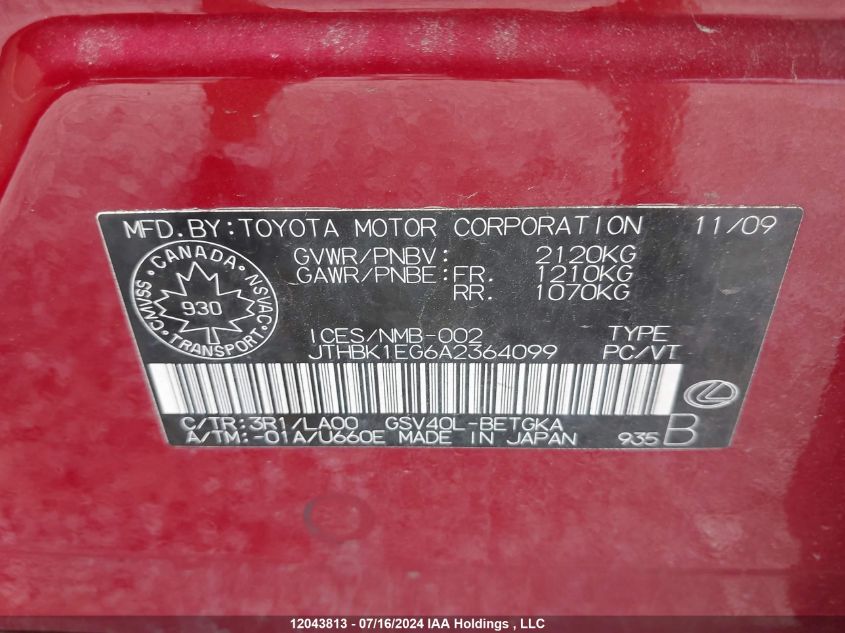 MFD.BY:TOYOTA MOTOR CORPORATION 11/09
GVWR/PNBV: 2120KG
GAWR/PNBE:FR. 1210KG
RR. 1070KG
CANADA
CMVSS 930 NSVAC
TRANSPORT
ICES/NMB-002 TYPE
JTHBK1EG6A2364099 PC/VT
C/TR:3R1/LA00 GSV40L-BETGKA
A/TM:-01A/U660E MADE IN JAPAN 935 B
12043813 - 07/16/2024 IAA Holdings , LLC